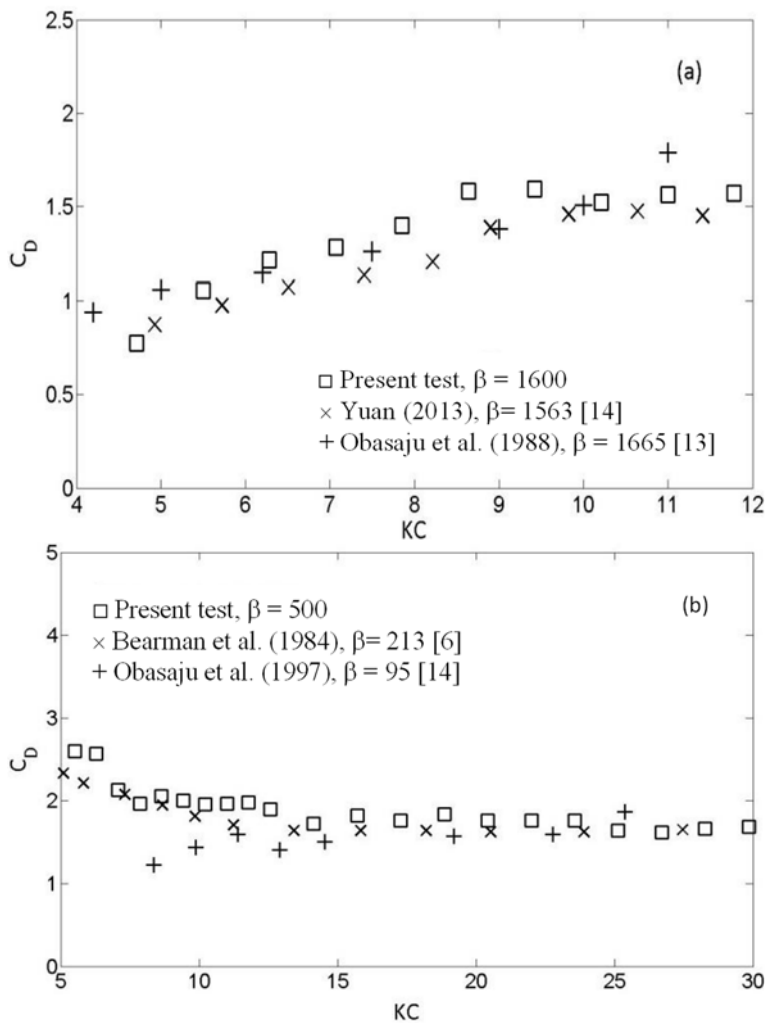 2.5
(a)
2
1.5
C_D
1
Present test, β = 1600
Yuan (2013), β= 1563 [14]
0.5
Obasaju et al. (1988), β = 1665 [13]
0
4 5 6 7 8 9 10 11 12
KC
5
Present test, β = 500
(b)
Bearman et al. (1984), β= 213 [6]
4
Obasaju et al. (1997), β = 95 [14]
3
C_D
2
1
0
5 10 15 20 25 30
KC